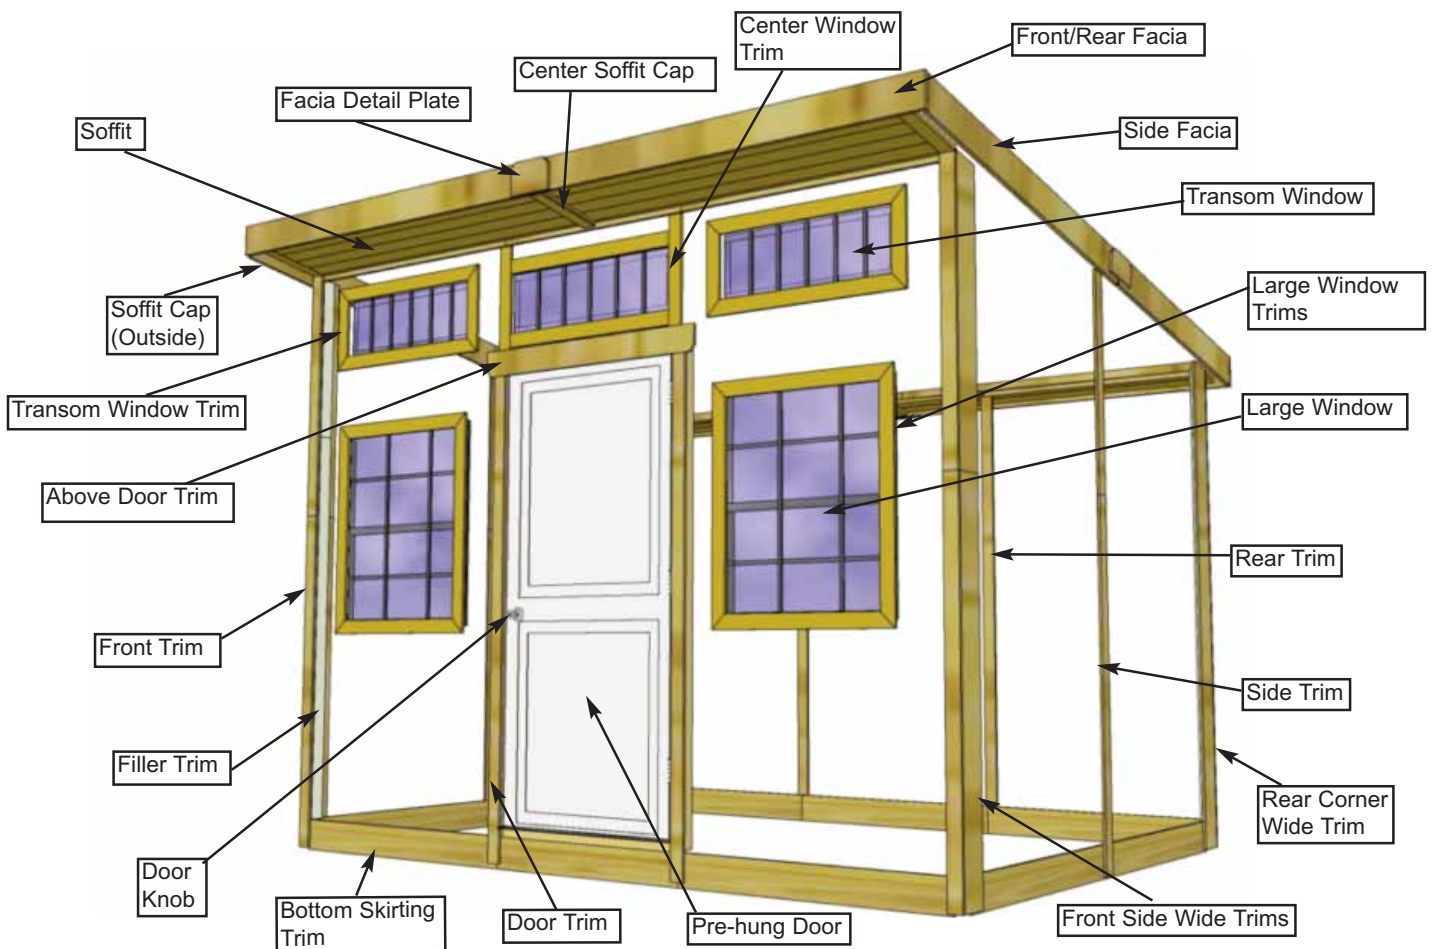 Center Window
Trim
Front/Rear Facia
Center Soffit Cap
Facia Detail Plate
Soffit
Side Facia
Transom Window
Soffit Cap
(Outside)
Large Window
Trims
Transom Window Trim
Large Window
Above Door Trim
Rear Trim
Front Trim
Side Trim
Filler Trim
Rear Corner
Wide Trim
Door
Knob
Bottom Skirting
Trim
Door Trim
Pre-hung Door
Front Side Wide Trims